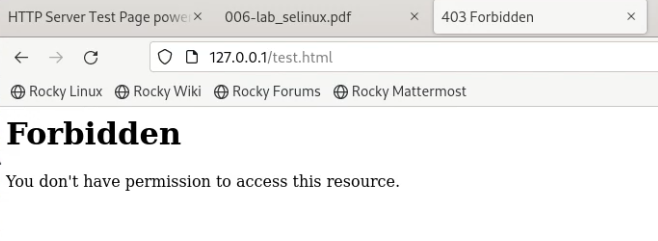 HTTP Server Test Page powe
006-lab_selinux.pdf
403 Forbidden
127.0.0.1/test.html
Rocky Linux Rocky Wiki Rocky Forums Rocky Mattermost
Forbidden
You don't have permission to access this resource.